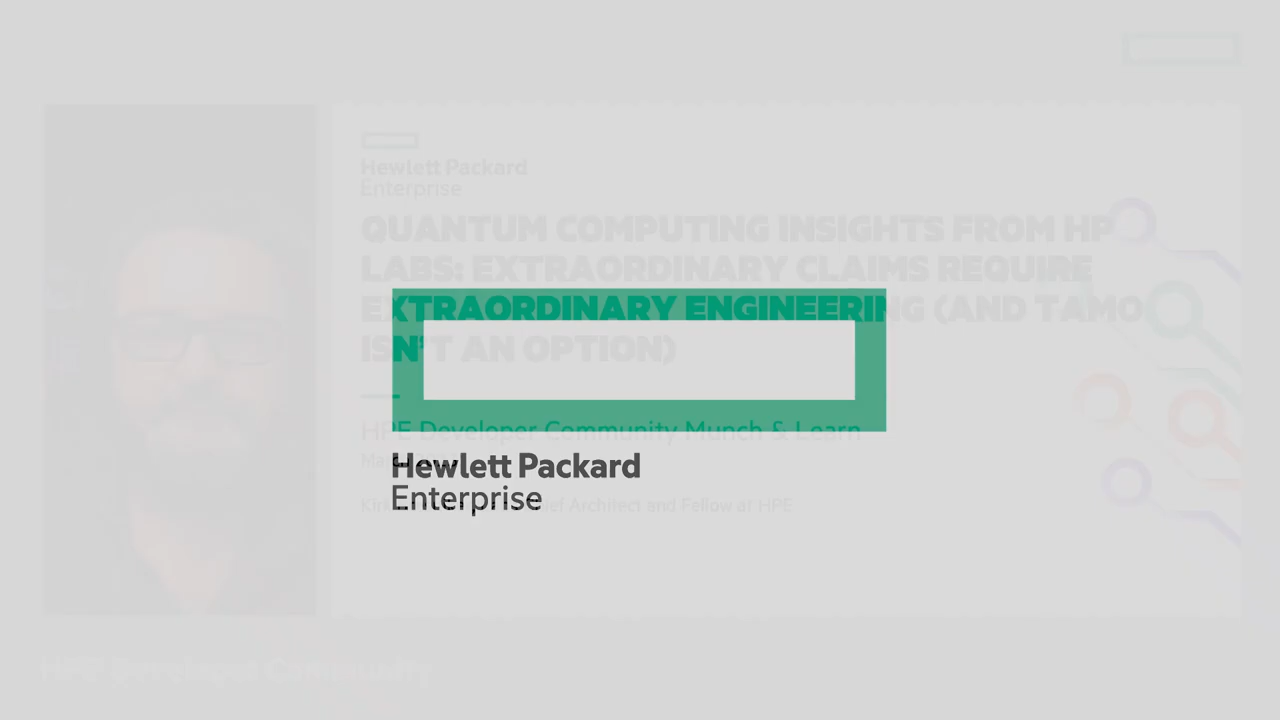 Hewlett Packard
Enterprise
QUANTUM COMPUTING INSIGHTS FROM HP
LABS: EXTRAORDINARY CLAIMS REQUIRE
EXTRAORDINARY ENGINEERING (AND TAMO
ISN'T AN OPTION)
HPE Developer Community Munch & Learn
Hewlett Packard
Enterprise
Chief Architect and Fellow at HPE
HPE Developer Community